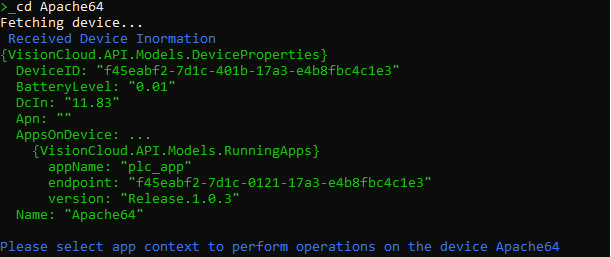 >_cd Apache64
Fetching device...
Received Device Inormation
{VisionCloud.API.Models.DeviceProperties}
DeviceID: "f45eabf2-7d1c-401b-17a3-e4b8fbc4c1e3"
BatteryLevel: "0.01"
DcIn: "11.83"
Apn: ""
AppsOnDevice: ...
{VisionCloud.API.Models.RunningApps}
appName: "plc_app"
endpoint: "f45eabf2-7d1c-0121-17a3-e4b8fbc4c1e3"
version: "Release.1.0.3"
Name: "Apache64"
Please select app context to perform operations on the device Apache64